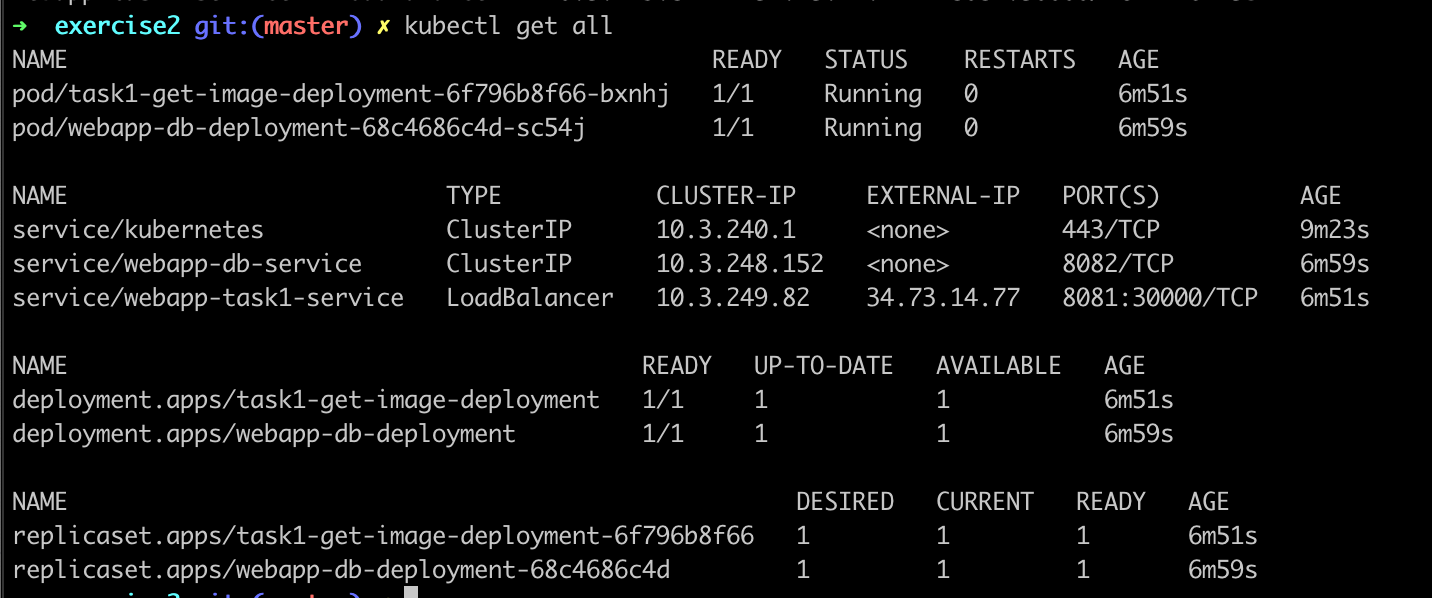 ➜ exercise2 git:(master) ✗ kubectl get all
NAME READY STATUS RESTARTS AGE
pod/task1-get-image-deployment-6f796b8f66-bxnhj 1/1 Running 0 6m51s
pod/webapp-db-deployment-68c4686c4d-sc54j 1/1 Running 0 6m59s
NAME TYPE CLUSTER-IP EXTERNAL-IP PORT(S) AGE
service/kubernetes ClusterIP 10.3.240.1 <none> 443/TCP 9m23s
service/webapp-db-service ClusterIP 10.3.248.152 <none> 8082/TCP 6m59s
service/webapp-task1-service LoadBalancer 10.3.249.82 34.73.14.77 8081:30000/TCP 6m51s
NAME READY UP-TO-DATE AVAILABLE AGE
deployment.apps/task1-get-image-deployment 1/1 1 1 6m51s
deployment.apps/webapp-db-deployment 1/1 1 1 6m59s
NAME DESIRED CURRENT READY AGE
replicaset.apps/task1-get-image-deployment-6f796b8f66 1 1 1 6m51s
replicaset.apps/webapp-db-deployment-68c4686c4d 1 1 1 6m59s